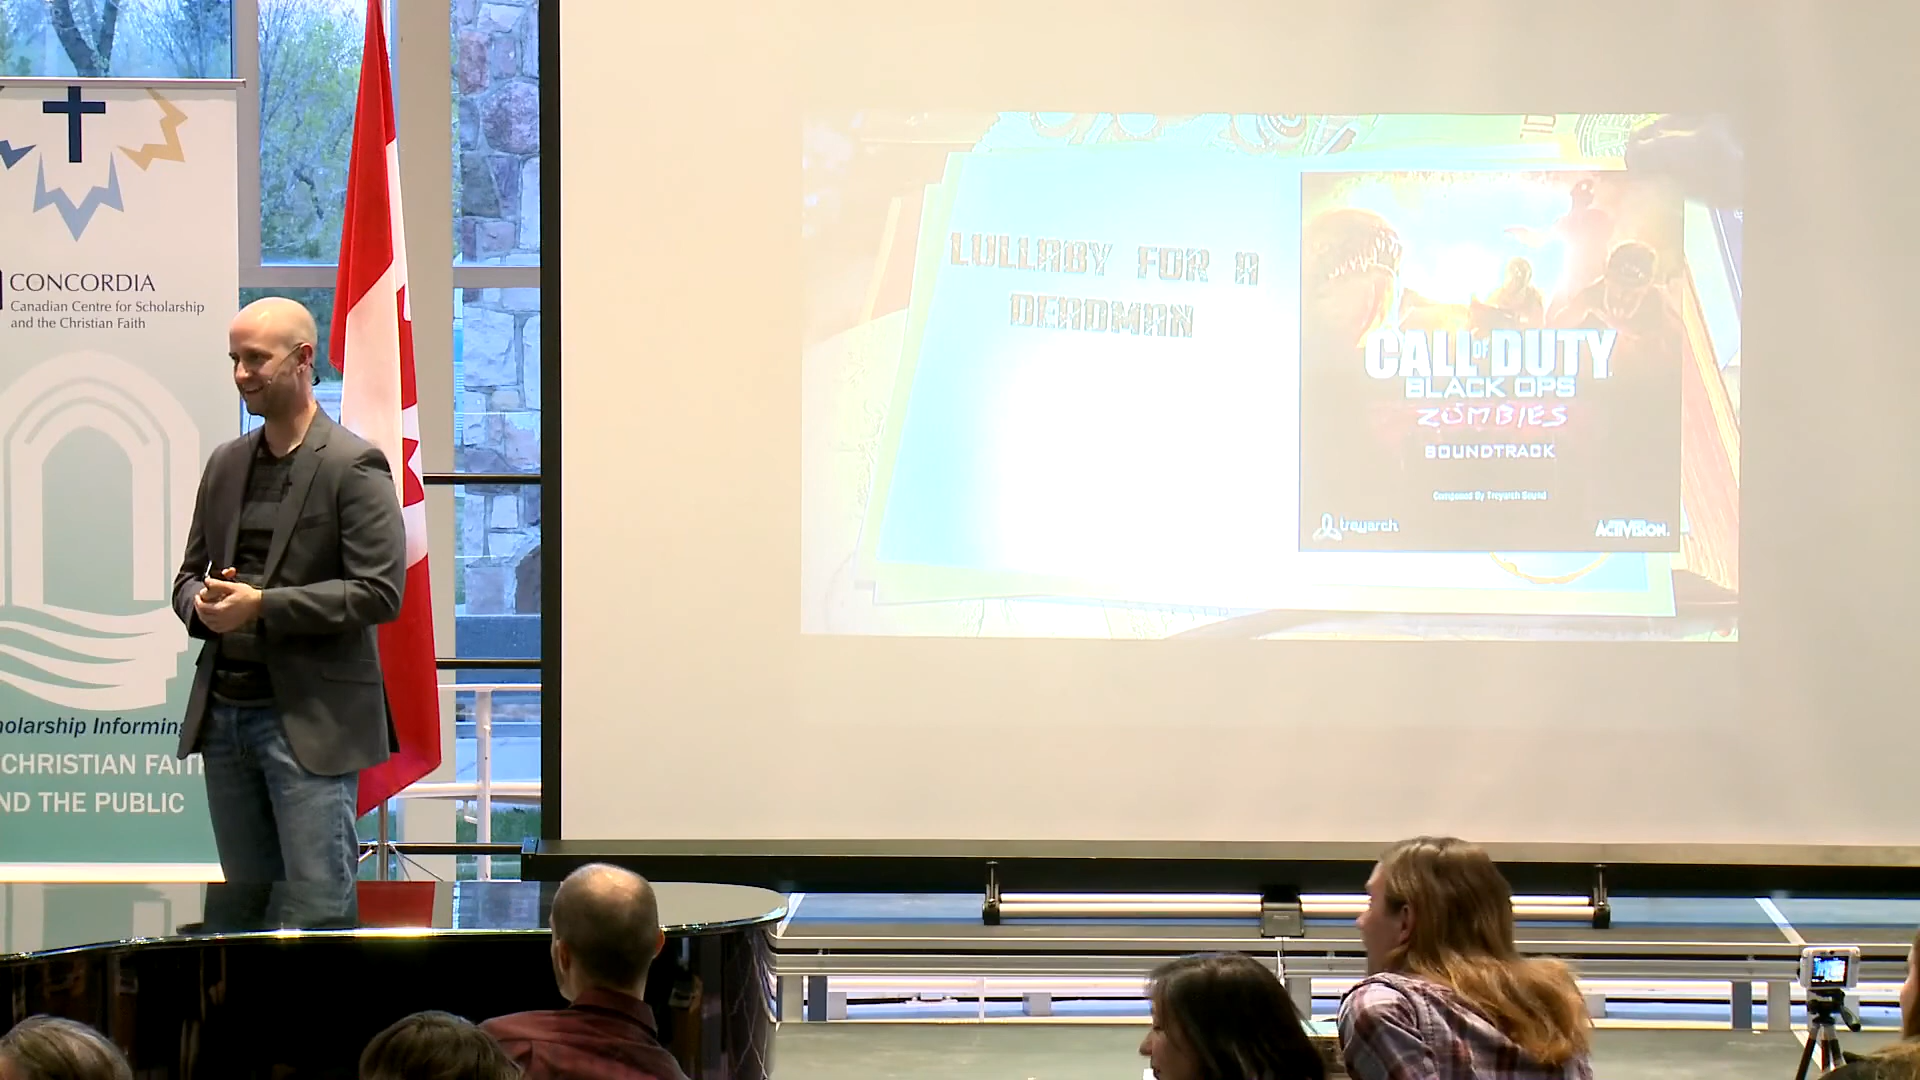 CONCORDIA
Canadian Centre for Scholarship
and the Christian Faith
holarship Informing
CHRISTIAN FAIT
ND THE PUBLIC
LULLABY FOR A
DEADMAN
CALL OF DUTY
BLACK OPS
ZOMBIES
SOUNDTRACK
Composed By Treyarch Sound
treyarch
ACTIVISION